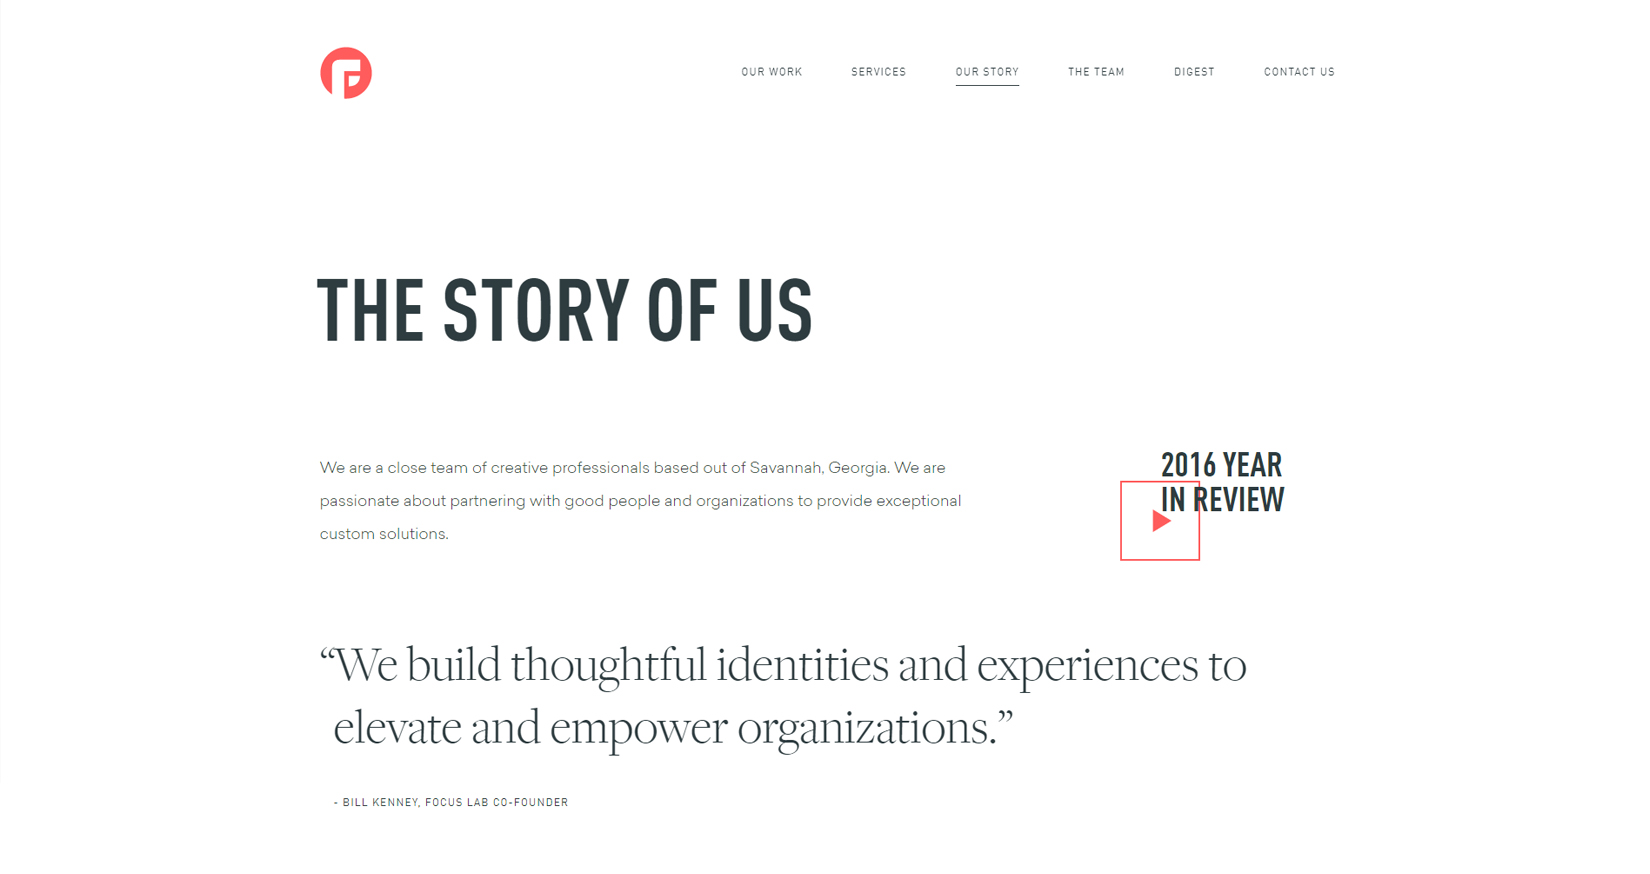 OUR WORK SERVICES OUR STORY THE TEAM DIGEST CONTACT US
THE STORY OF US
We are a close team of creative professionals based out of Savannah, Georgia. We are
passionate about partnering with good people and organizations to provide exceptional
custom solutions.
2016 YEAR
IN REVIEW
“We build thoughtful identities and experiences to
elevate and empower organizations.”
- BILL KENNEY, FOCUS LAB CO-FOUNDER